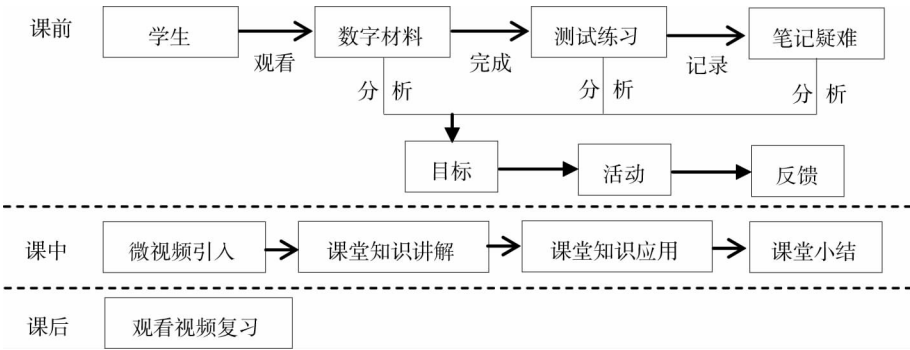 课前 学生 数字材料 测试练习 笔记疑难
观看 完成 记录
分 析 分 析 分 析
目标 活动 反馈
课中 微视频引入 课堂知识讲解 课堂知识应用 课堂小结
课后 观看视频复习